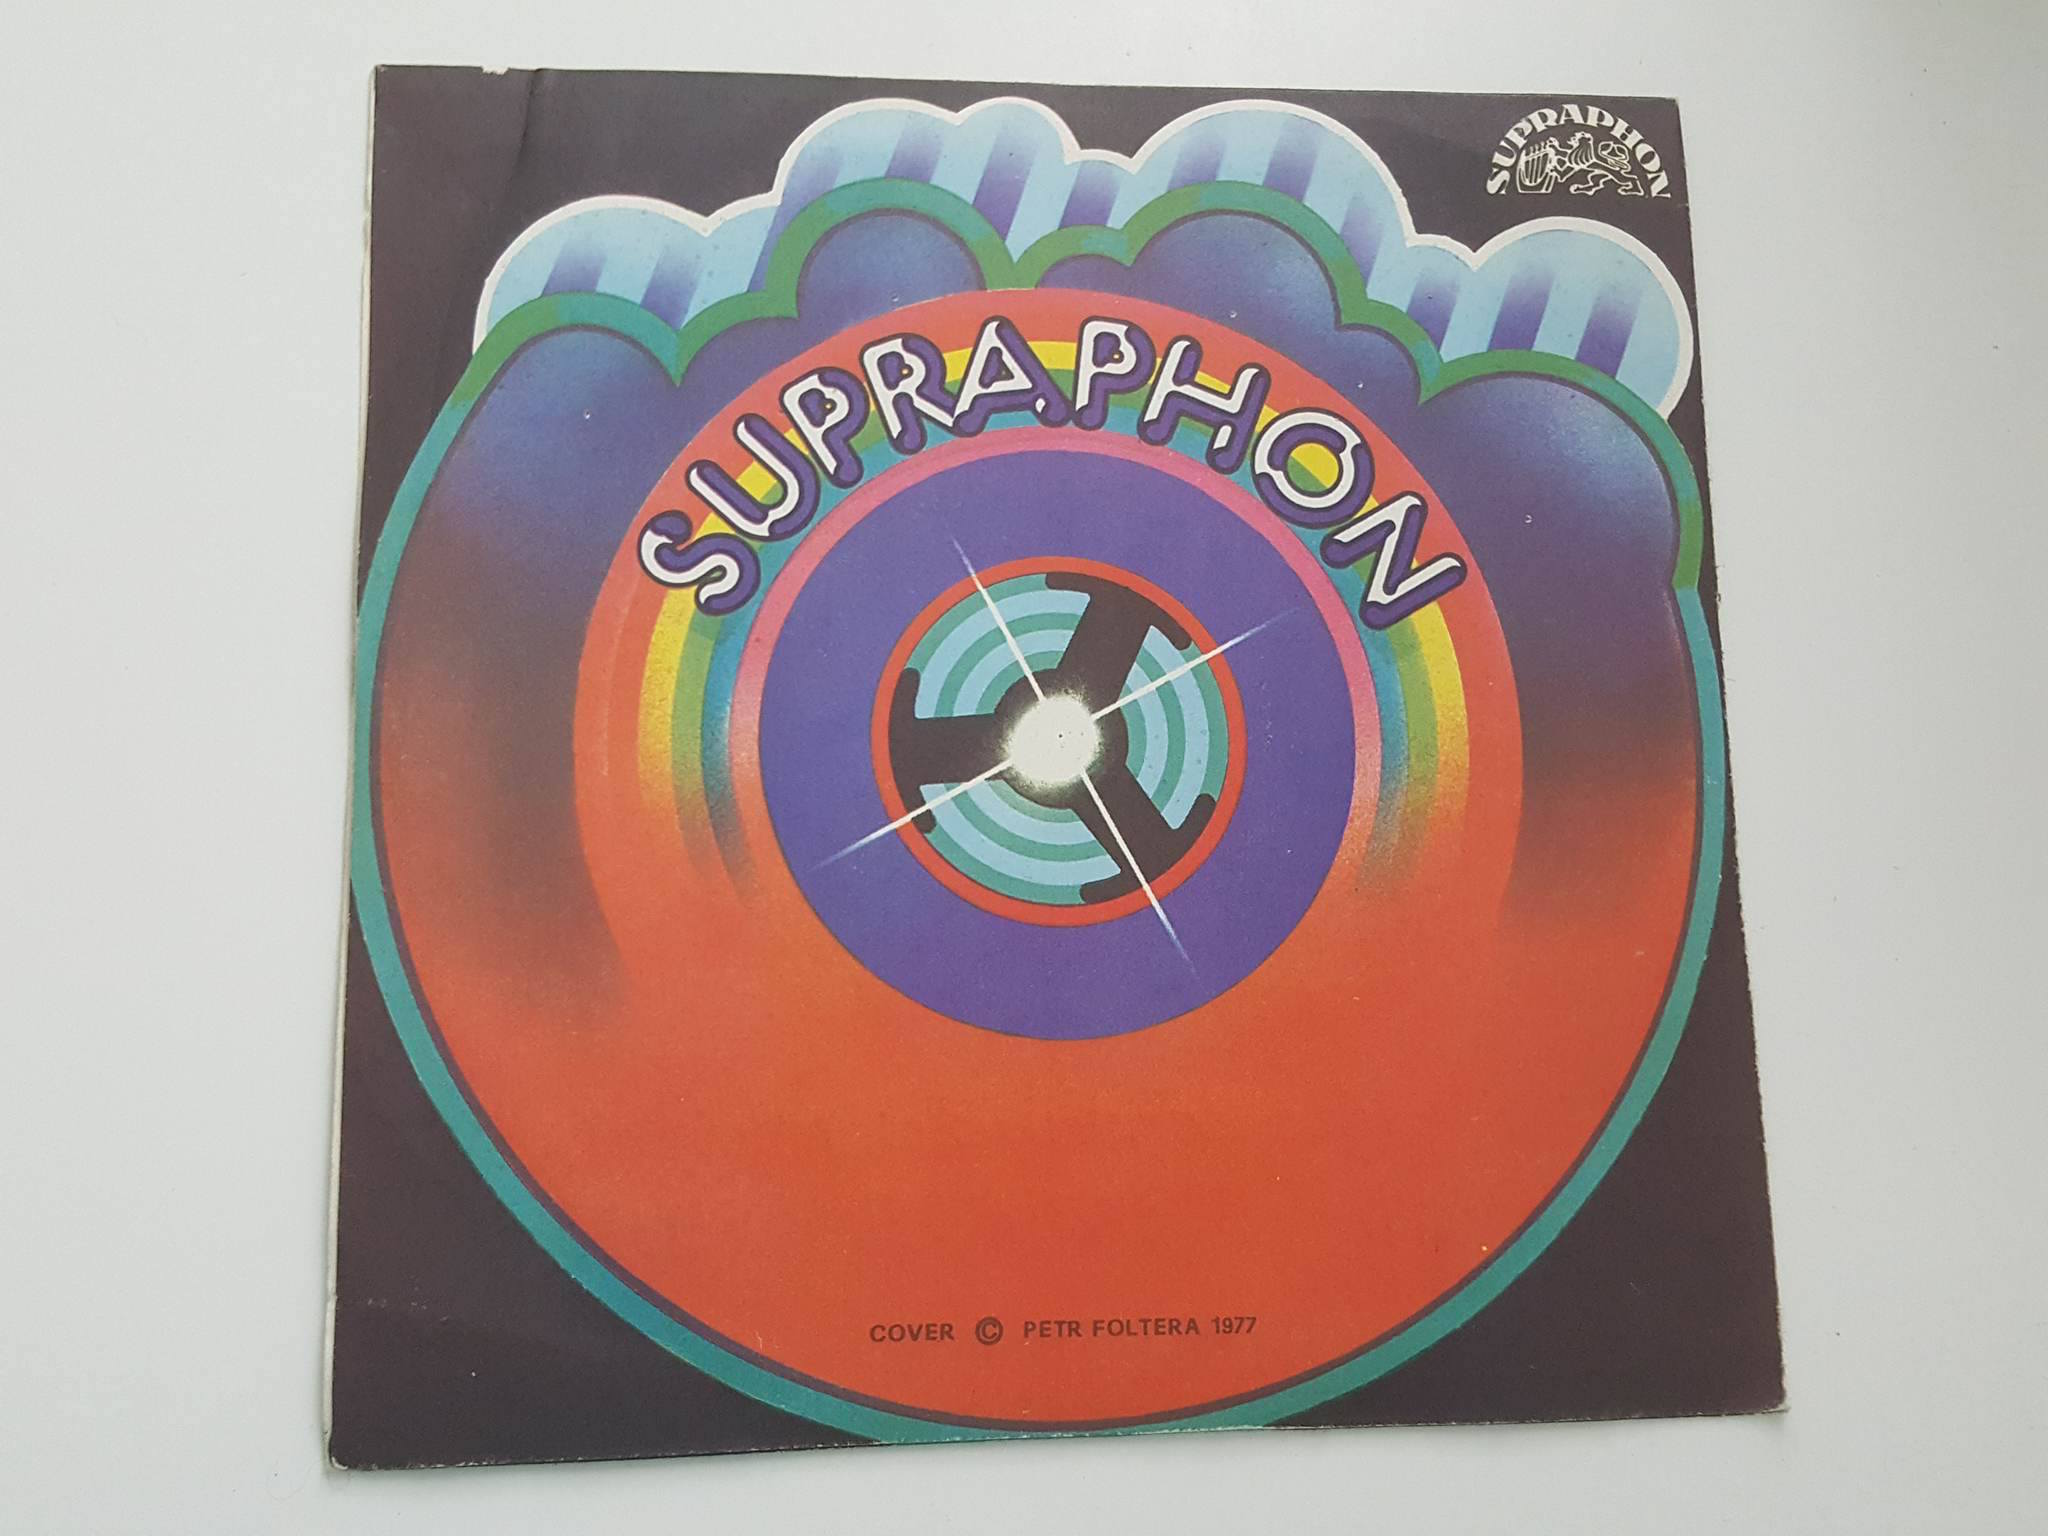 SUPRAPHON
SUPRAPHON
COVER © PETR FOLTERA 1977